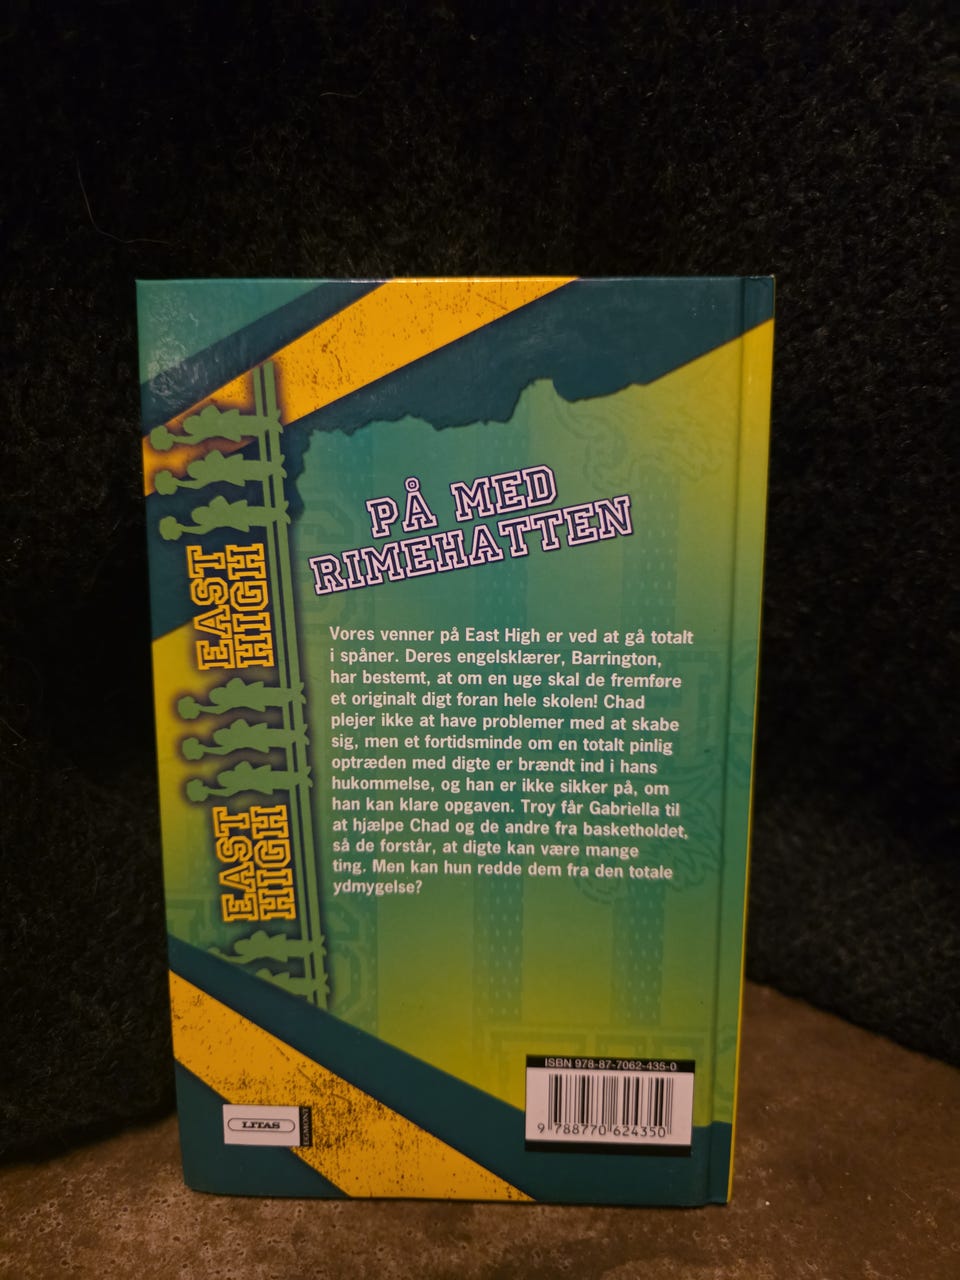 PÅ MED
RIMEHATTEN
Vores venner på East High er ved at gå totalt
i spåner. Deres engelsklærer, Barrington,
har bestemt, at om en uge skal de fremføre
et originalt digt foran hele skolen! Chad
plejer ikke at have problemer med at skabe
sig, men et fortidsminde om en totalt pinlig
optræden med digte er brændt ind i hans
hukommelse, og han er ikke sikker på, om
han kan klare opgaven. Troy får Gabriella til
at hjælpe Chad og de andre fra basketholdet,
så de forstår, at digte kan være mange
ting. Men kan hun redde dem fra den totale
ydmygelse?
EAST
HIGH
EAST
HIGH
LITAS
EGMONT
ISBN 978-87-7062-435-0
9 788770 624350